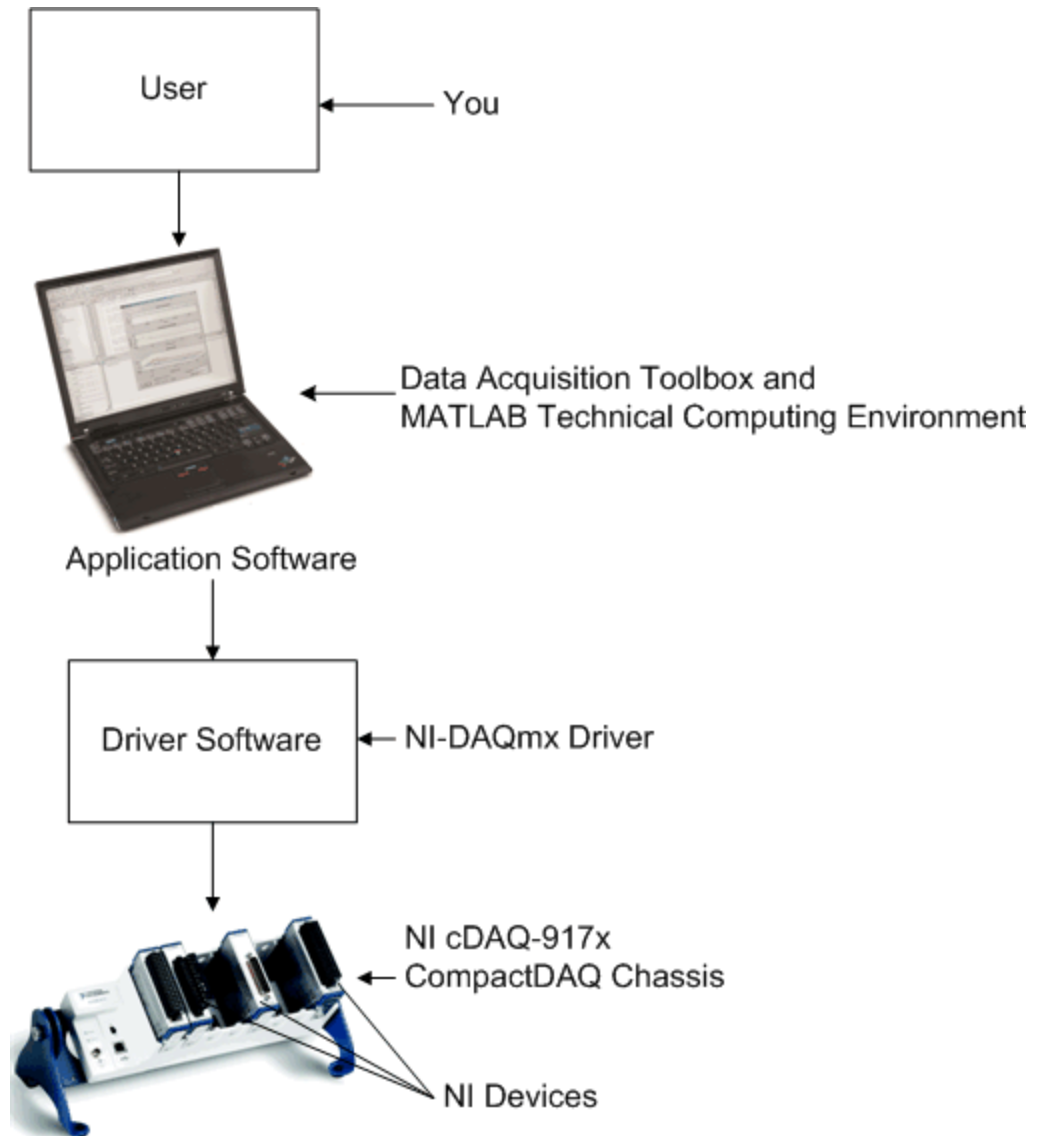 User
You
Data Acquisition Toolbox and
MATLAB Technical Computing Environment
Application Software
Driver Software
NI-DAQmx Driver
NI cDAQ-917x
CompactDAQ Chassis
NI Devices